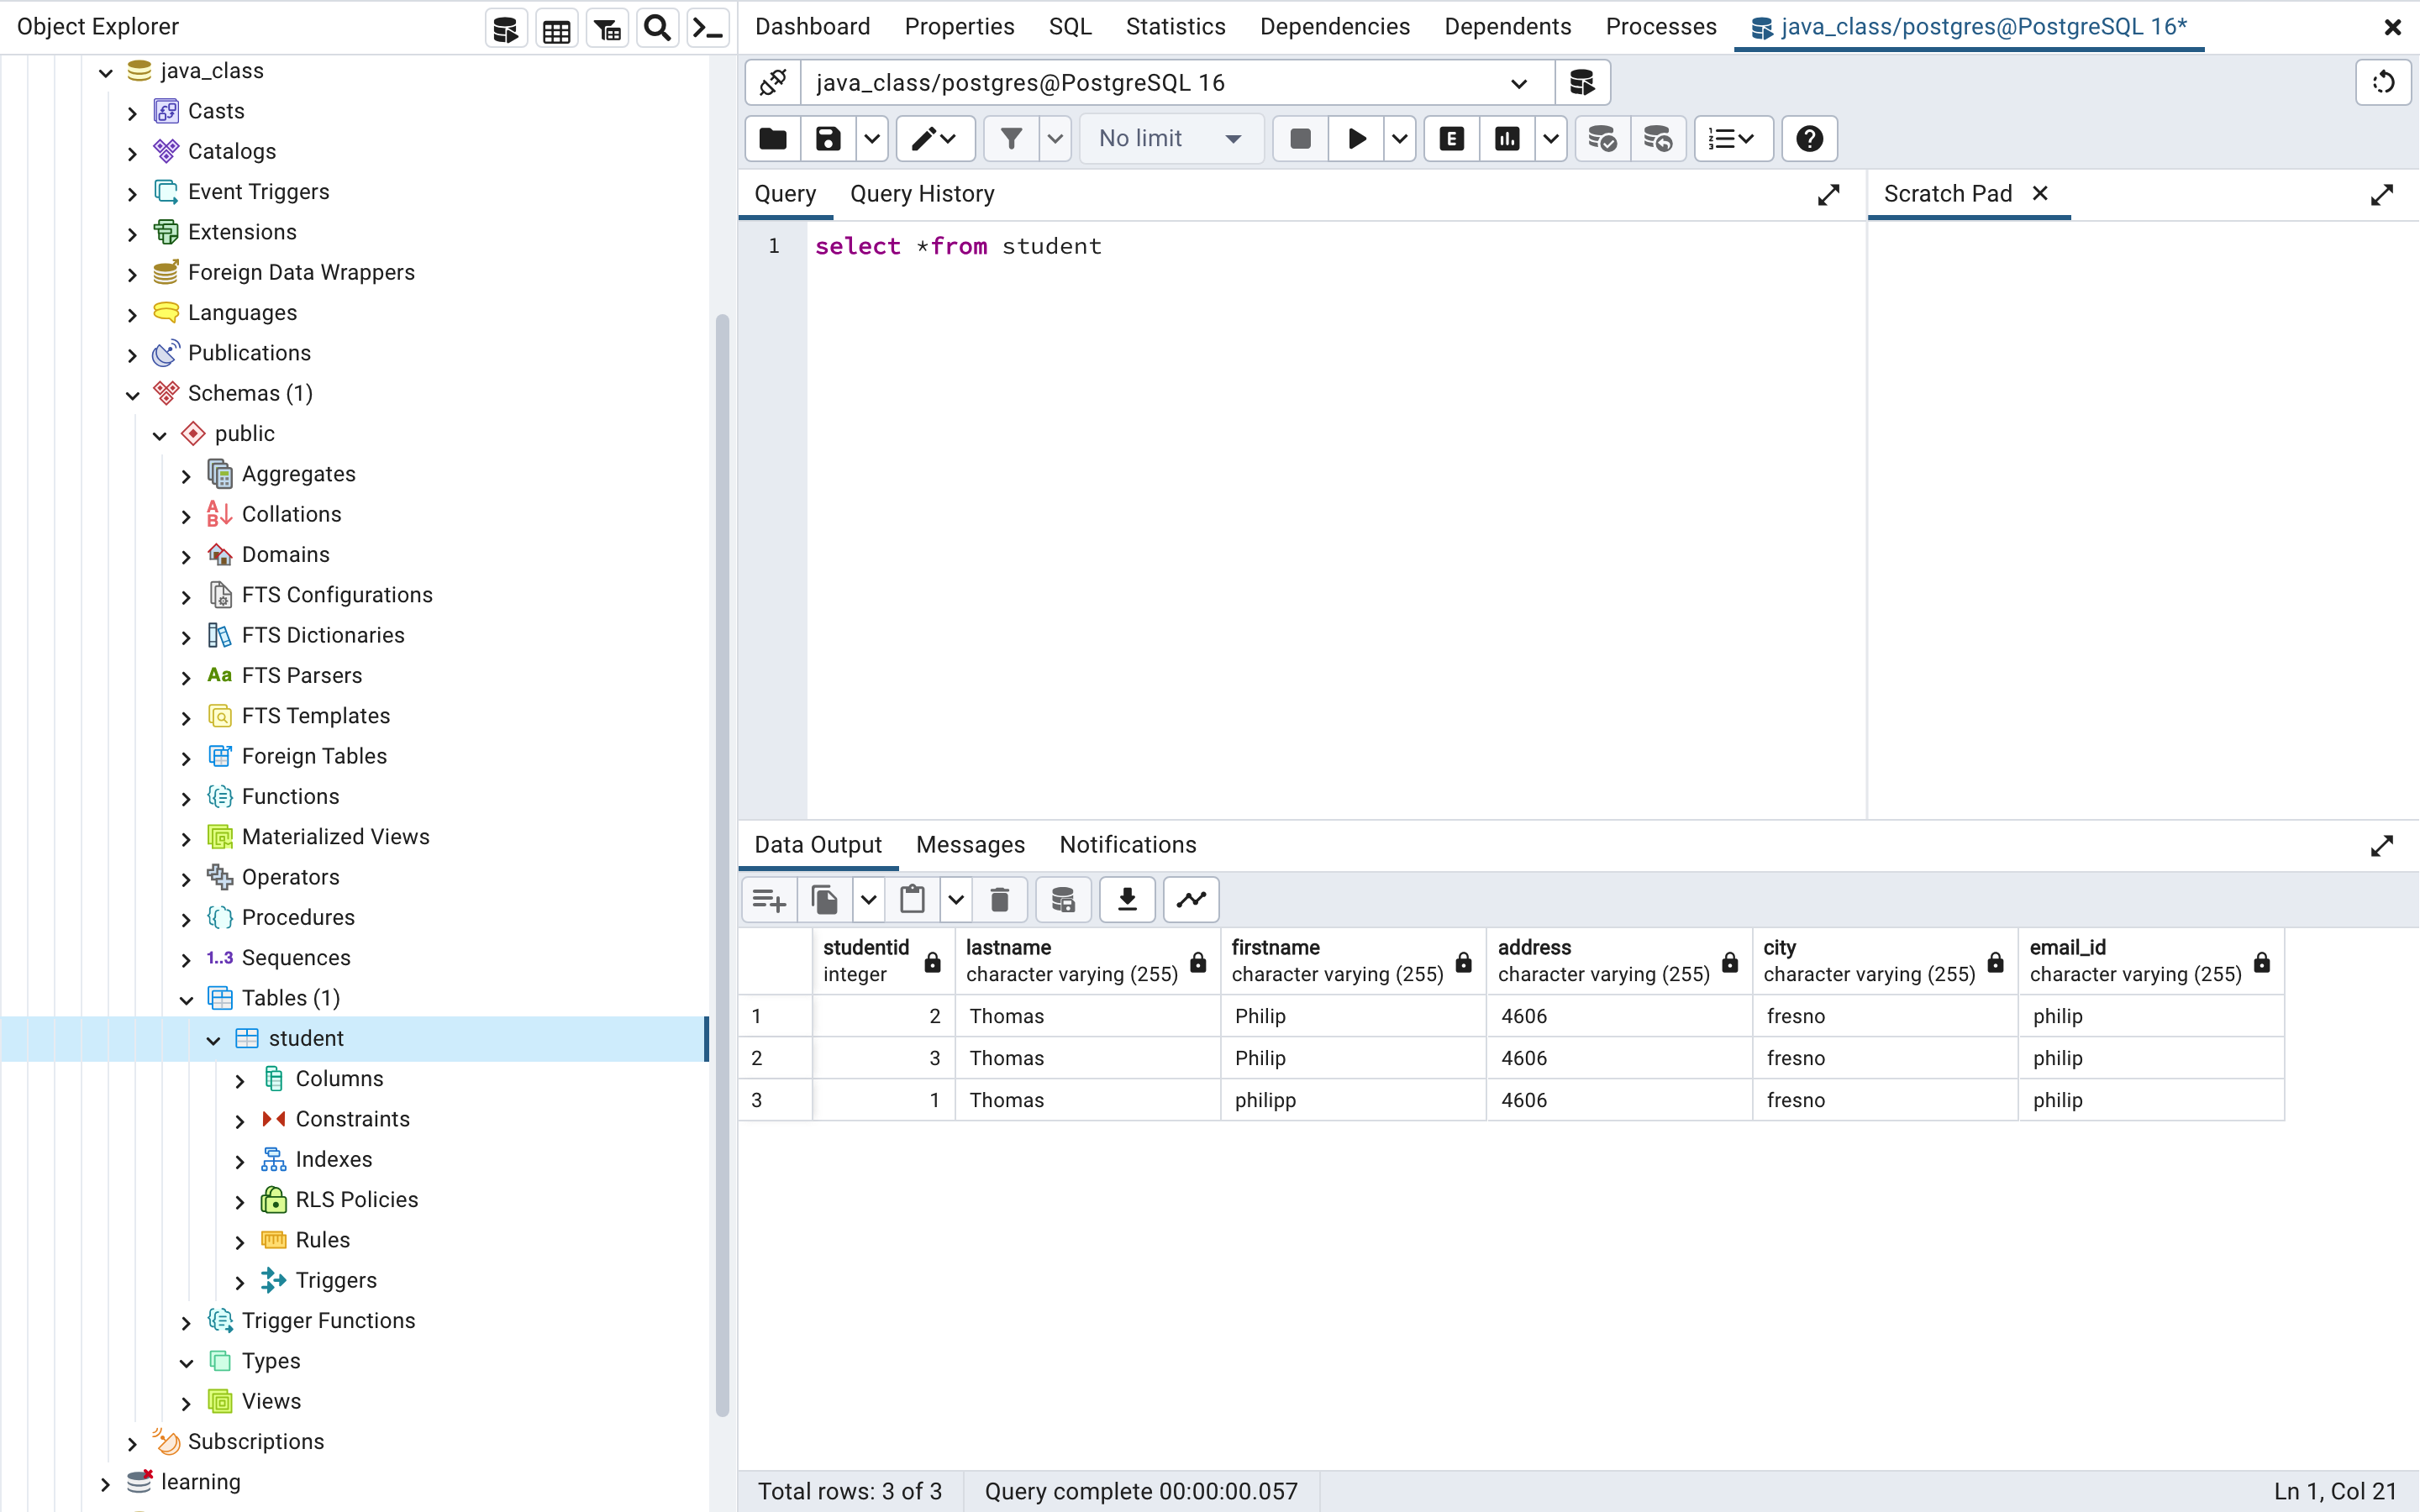 Object Explorer
java_class
Casts
Catalogs
Event Triggers
Extensions
Foreign Data Wrappers
Languages
Publications
Schemas (1)
public
Aggregates
Collations
Domains
FTS Configurations
FTS Dictionaries
Aa FTS Parsers
FTS Templates
Foreign Tables
Functions
Materialized Views
Operators
Procedures
1..3 Sequences
Tables (1)
student
Columns
Constraints
Indexes
RLS Policies
Rules
Triggers
Trigger Functions
Types
Views
Subscriptions
learning
Dashboard Properties SQL Statistics Dependencies Dependents Processes java_class/postgres@PostgreSQL 16*
java_class/postgres@PostgreSQL 16
No limit E
Query Query History Scratch Pad
1 select *from student
Data Output Messages Notifications
studentid lastname firstname address city email_id
integer character varying (255) character varying (255) character varying (255) character varying (255) character varying (255)
1 2 Thomas Philip 4606 fresno philip
2 3 Thomas Philip 4606 fresno philip
3 1 Thomas philipp 4606 fresno philip
Total rows: 3 of 3 Query complete 00:00:00.057 Ln 1, Col 21